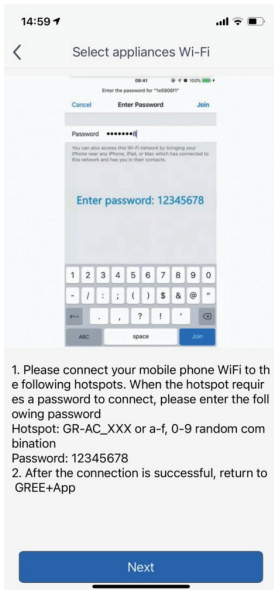 14:59
Select appliances Wi-Fi
09:41
100%
Enter the password for "1e5906f1"
Cancel Enter Password Join
Password ●●●●●●●8
You can also access this Wi-Fi network by bringing your
iPhone near any iPhone, iPad, or Mac which has connected to
this network and has you in their contacts.
Enter password: 12345678
1 2 3 4 5 6 7 8 9 0
- / : ; ( ) $ & @ "
#+= . , ? ! '
ABC space Join
1. Please connect your mobile phone WiFi to th
e following hotspots. When the hotspot requir
es a password to connect, please enter the foll
owing password
Hotspot: GR-AC_XXX or a-f, 0-9 random com
bination
Password: 12345678
2. After the connection is successful, return to
GREE+App
Next